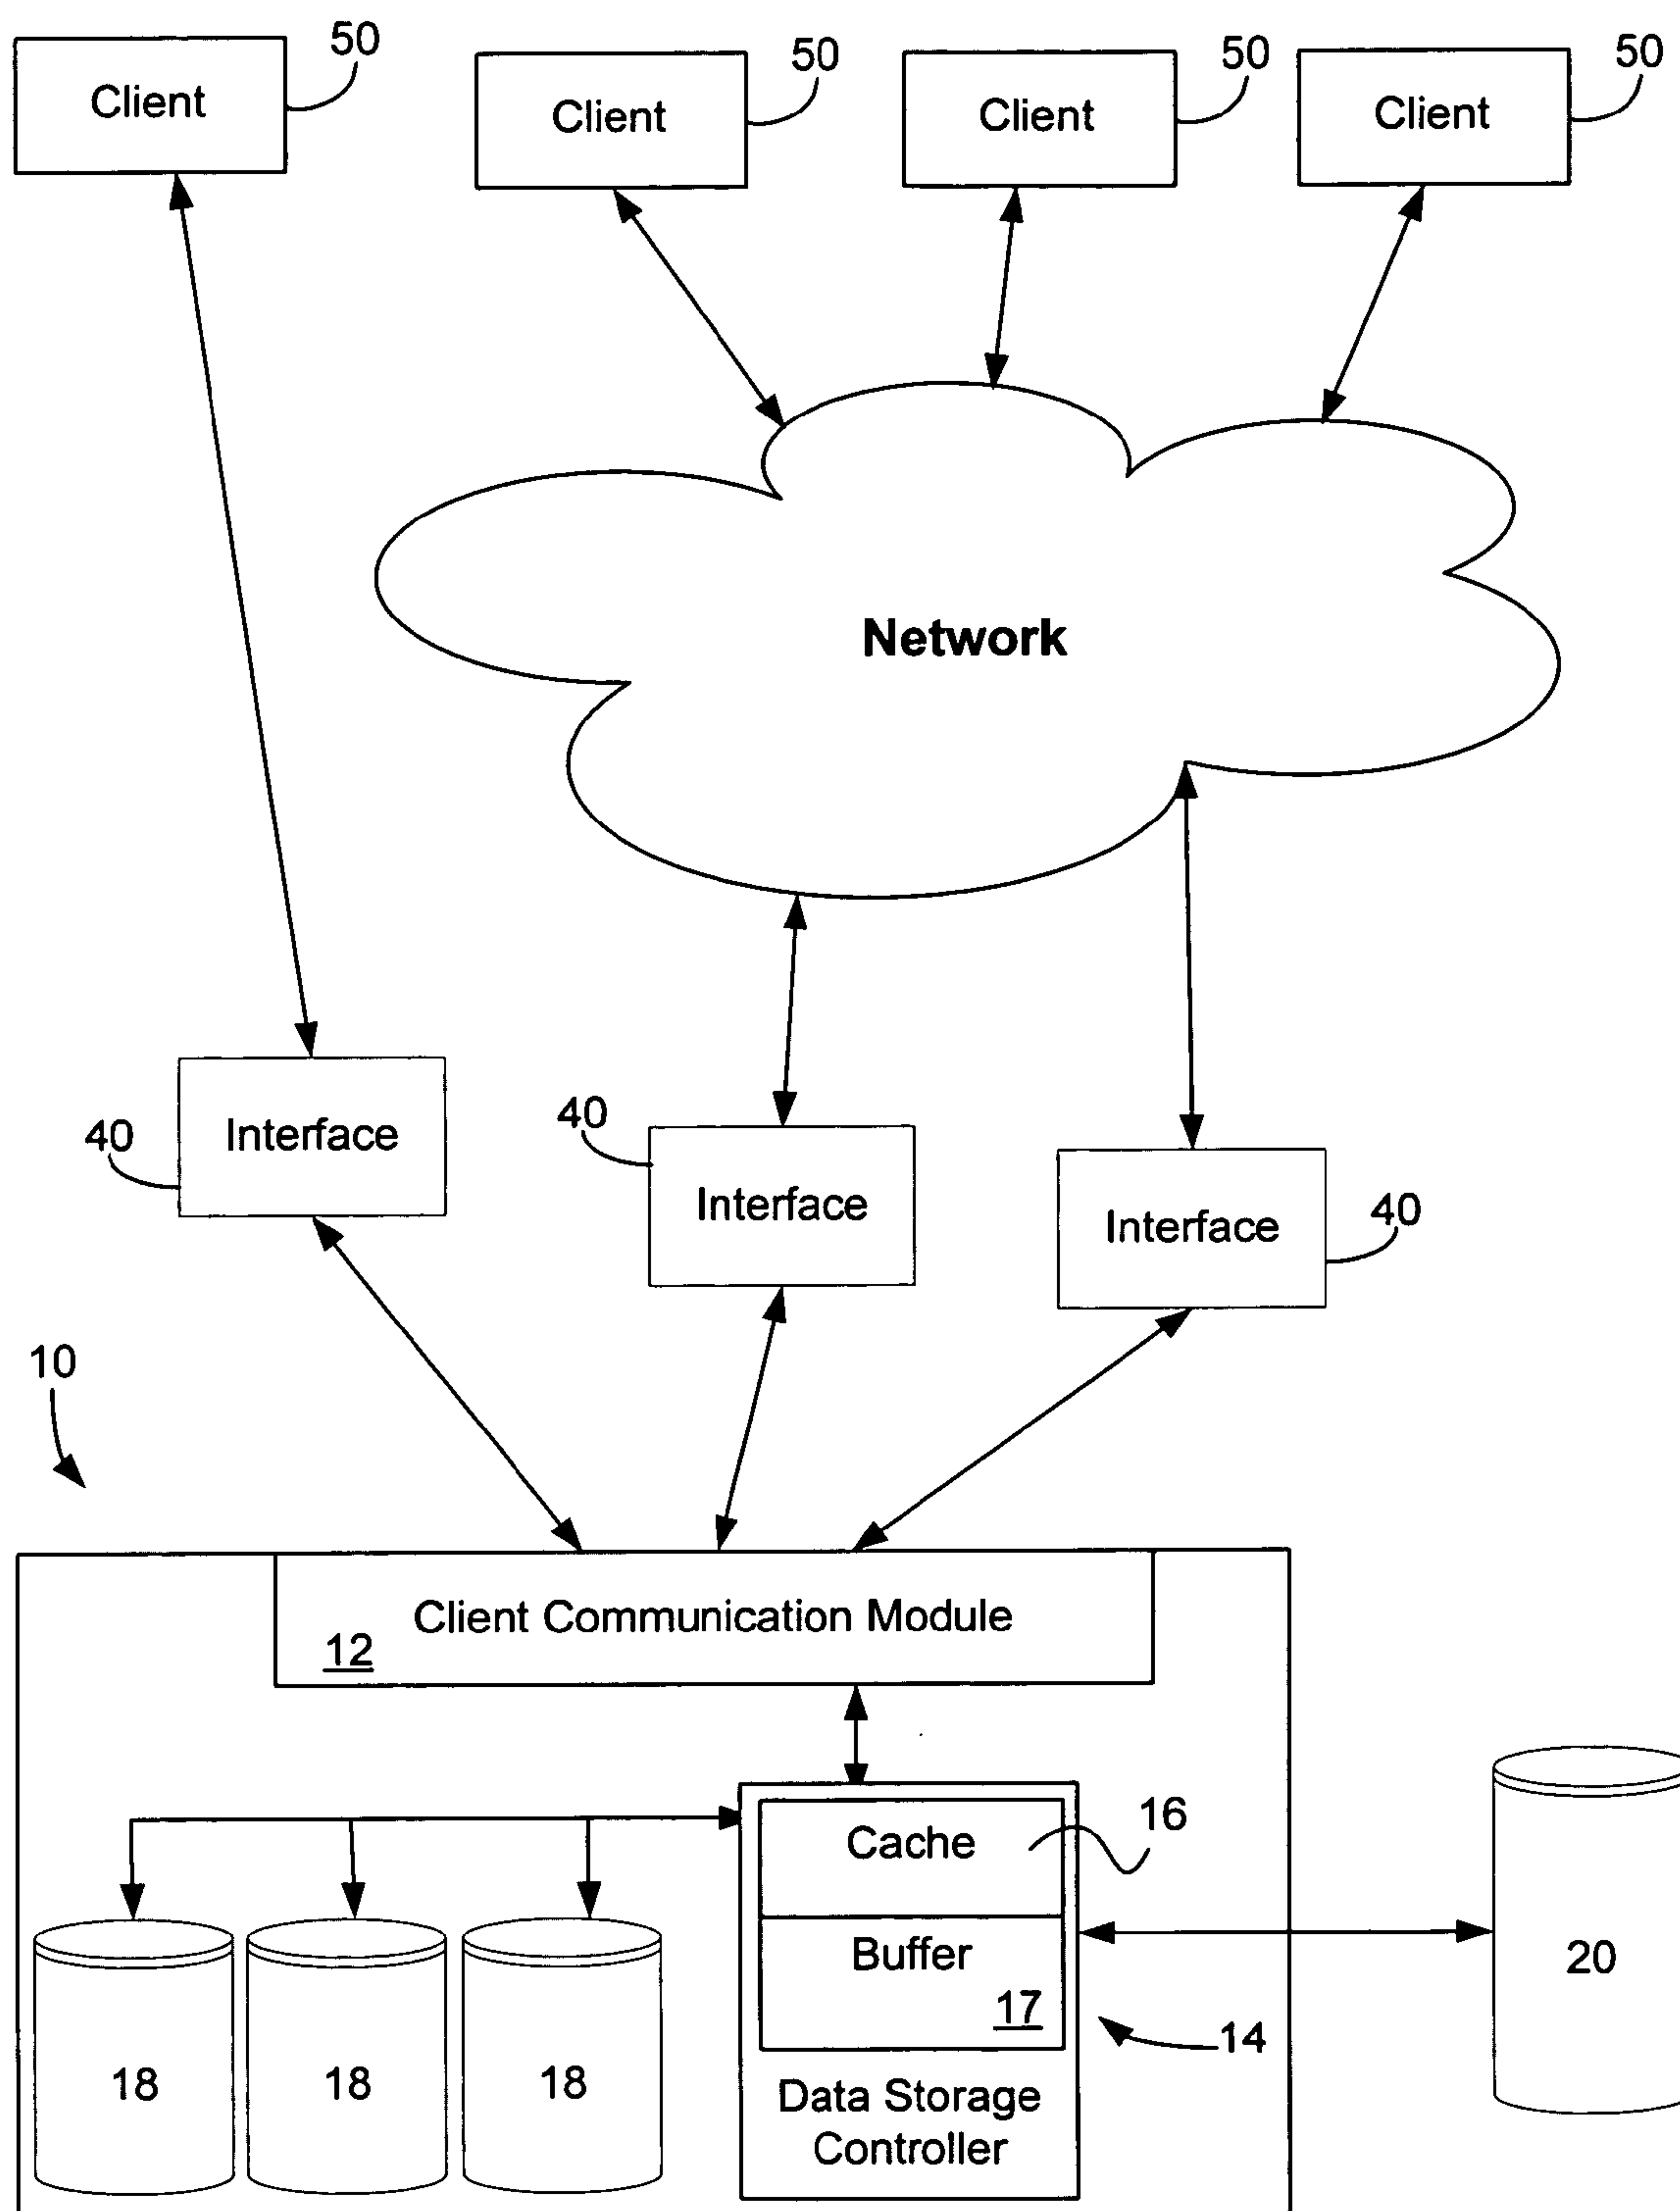 50
50
50
50
Client
Client
Client
Client
Network
40
Interface
40
Interface
Interface
40
10
Client Communication Module
12
Cache
16
Buffer
17
14
Data Storage
Controller
18
18
18
20